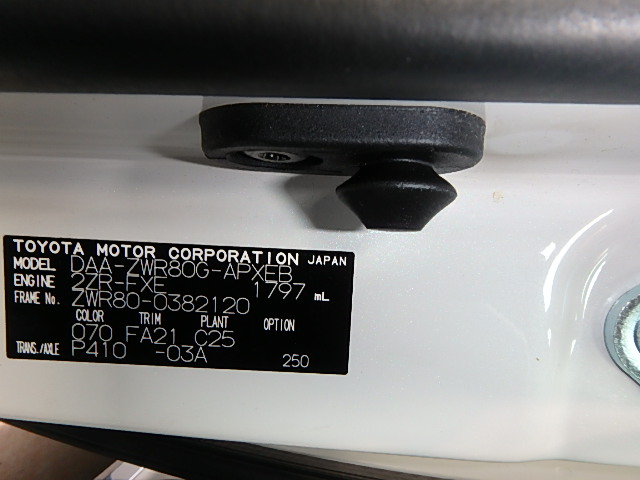 TOYOTA MOTOR CORPORATION JAPAN
MODEL DAA-ZWR80G-APXEB
ENGINE 2ZR-FXE 1797 mL
FRAME No. ZWR80-0382120
COLOR TRIM PLANT OPTION
070 FA21 C25
TRANS./AXLE P410 -03A 250